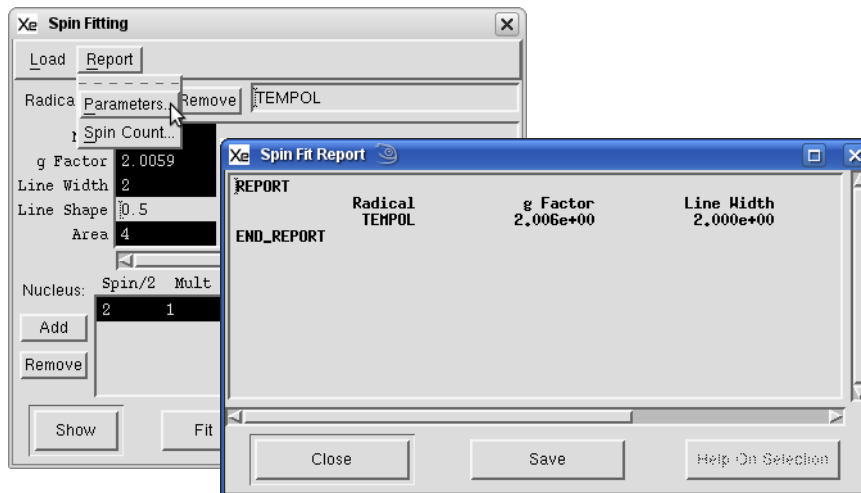 Xe Spin Fitting
Load Report
Parameters... Remove TEMPOL
Spin Count...
g Factor 2.0059
Line Width 2
Line Shape 0.5
Area 4
Nucleus: Spin/2 Mult
2 1
Add
Remove
Show Fit
Xe Spin Fit Report
REPORT
Radical g Factor Line Width
TEMPOL 2.006e+00 2.000e+00
END_REPORT
Close Save Help On Selection